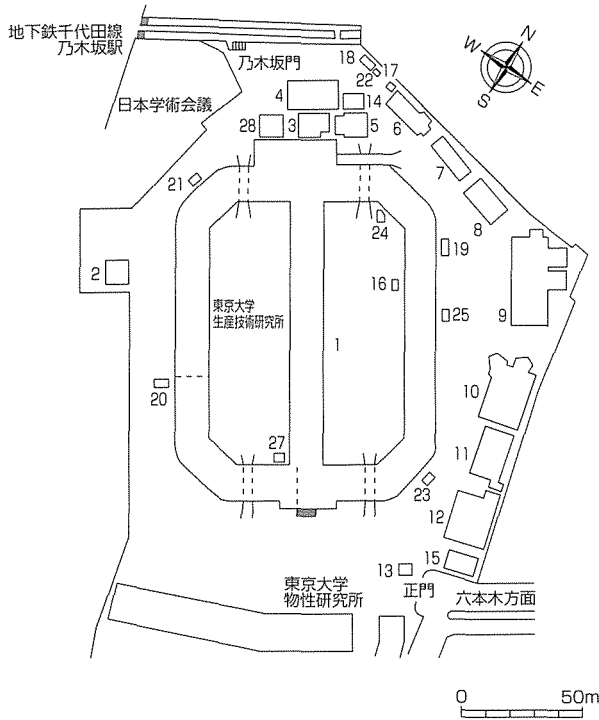 地下鉄千代田線
乃木坂駅
乃木坂門
日本学術会議
N
W
E
S
18
17
22
4
14
6
28
3
5
7
21
8
24
2
19
16
9
東京大学
生産技術研究所
25
1
10
20
11
27
23
12
15
13
東京大学
物性研究所
正門
六本木方面
0
50m